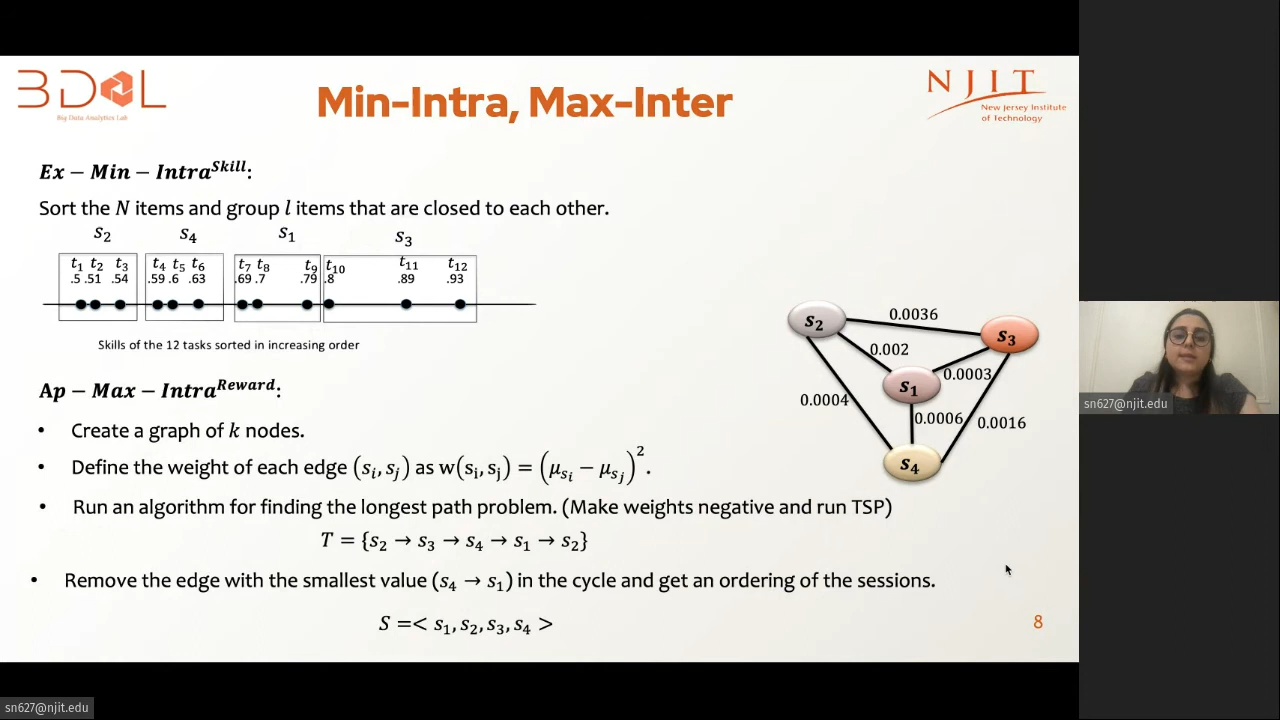 BDaL
Big Data Analytics Lab
Min-Intra, Max-Inter
NJIT
New Jersey Institute
of Technology
Ex − Min − Intra^Skill:
Sort the N items and group l items that are closed to each other.
s₂ s₄ s₁ s₃
t₁ t₂ t₃ t₄ t₅ t₆ t₇ t₈ t₉ t₁₀ t₁₁ t₁₂
.5 .51 .54 .59 .6 .63 .69 .7 .79 .8 .89 .93
Skills of the 12 tasks sorted in increasing order
s₂ 0.0036 s₃
0.002
s₁ 0.0003
0.0004 0.0006 0.0016
s₄
Ap − Max − Intra^Reward:
• Create a graph of k nodes.
• Define the weight of each edge (sᵢ, sⱼ) as w(sᵢ, sⱼ) = (μ_sᵢ − μ_sⱼ)².
• Run an algorithm for finding the longest path problem. (Make weights negative and run TSP)
T = {s₂ → s₃ → s₄ → s₁ → s₂}
• Remove the edge with the smallest value (s₄ → s₁) in the cycle and get an ordering of the sessions.
S =< s₁, s₂, s₃, s₄ >
8
sn627@njit.edu
sn627@njit.edu